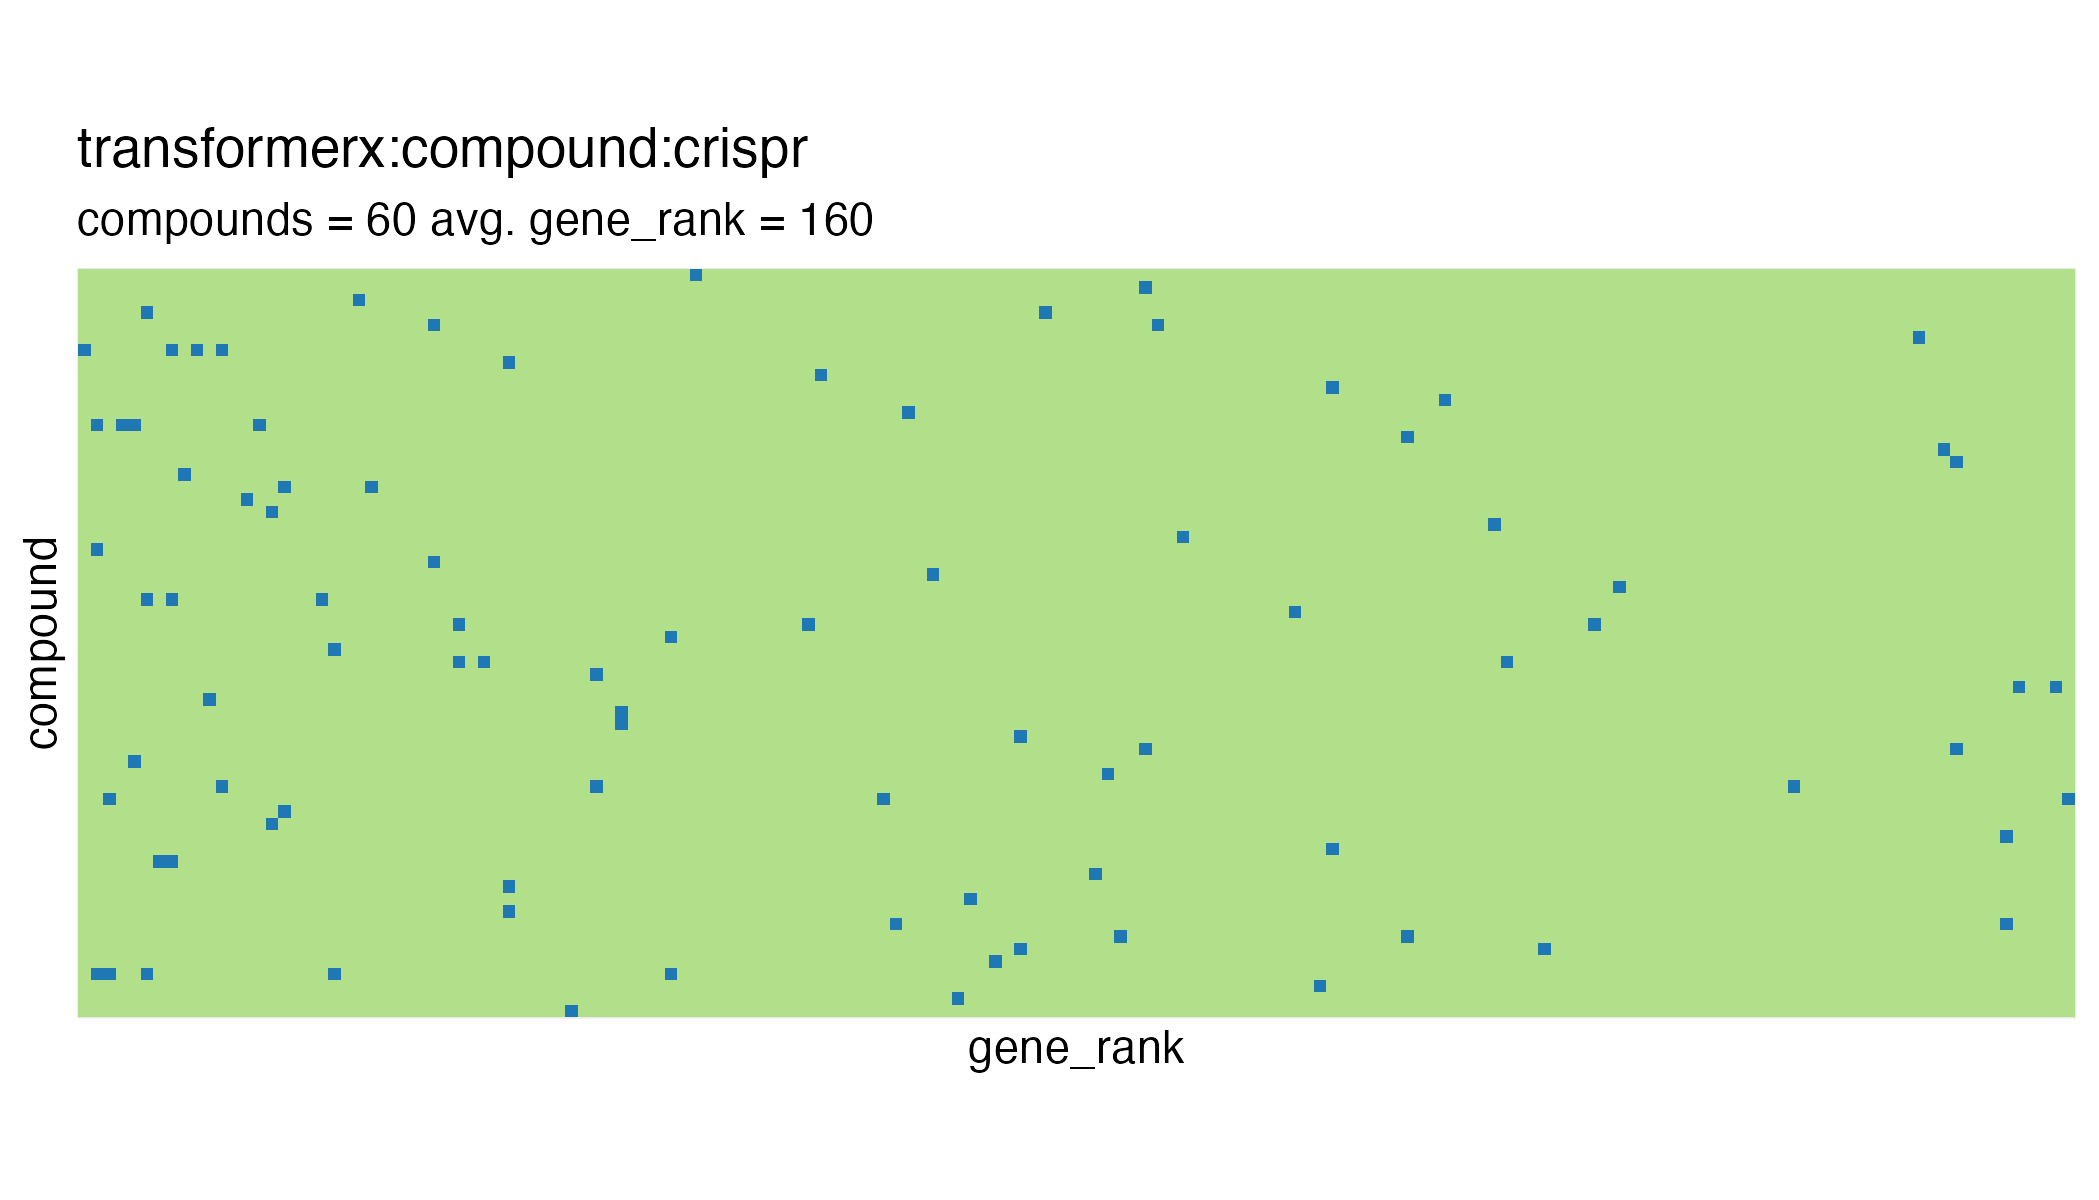 transformerx:compound:crispr
compounds = 60 avg. gene_rank = 160
compound
gene_rank